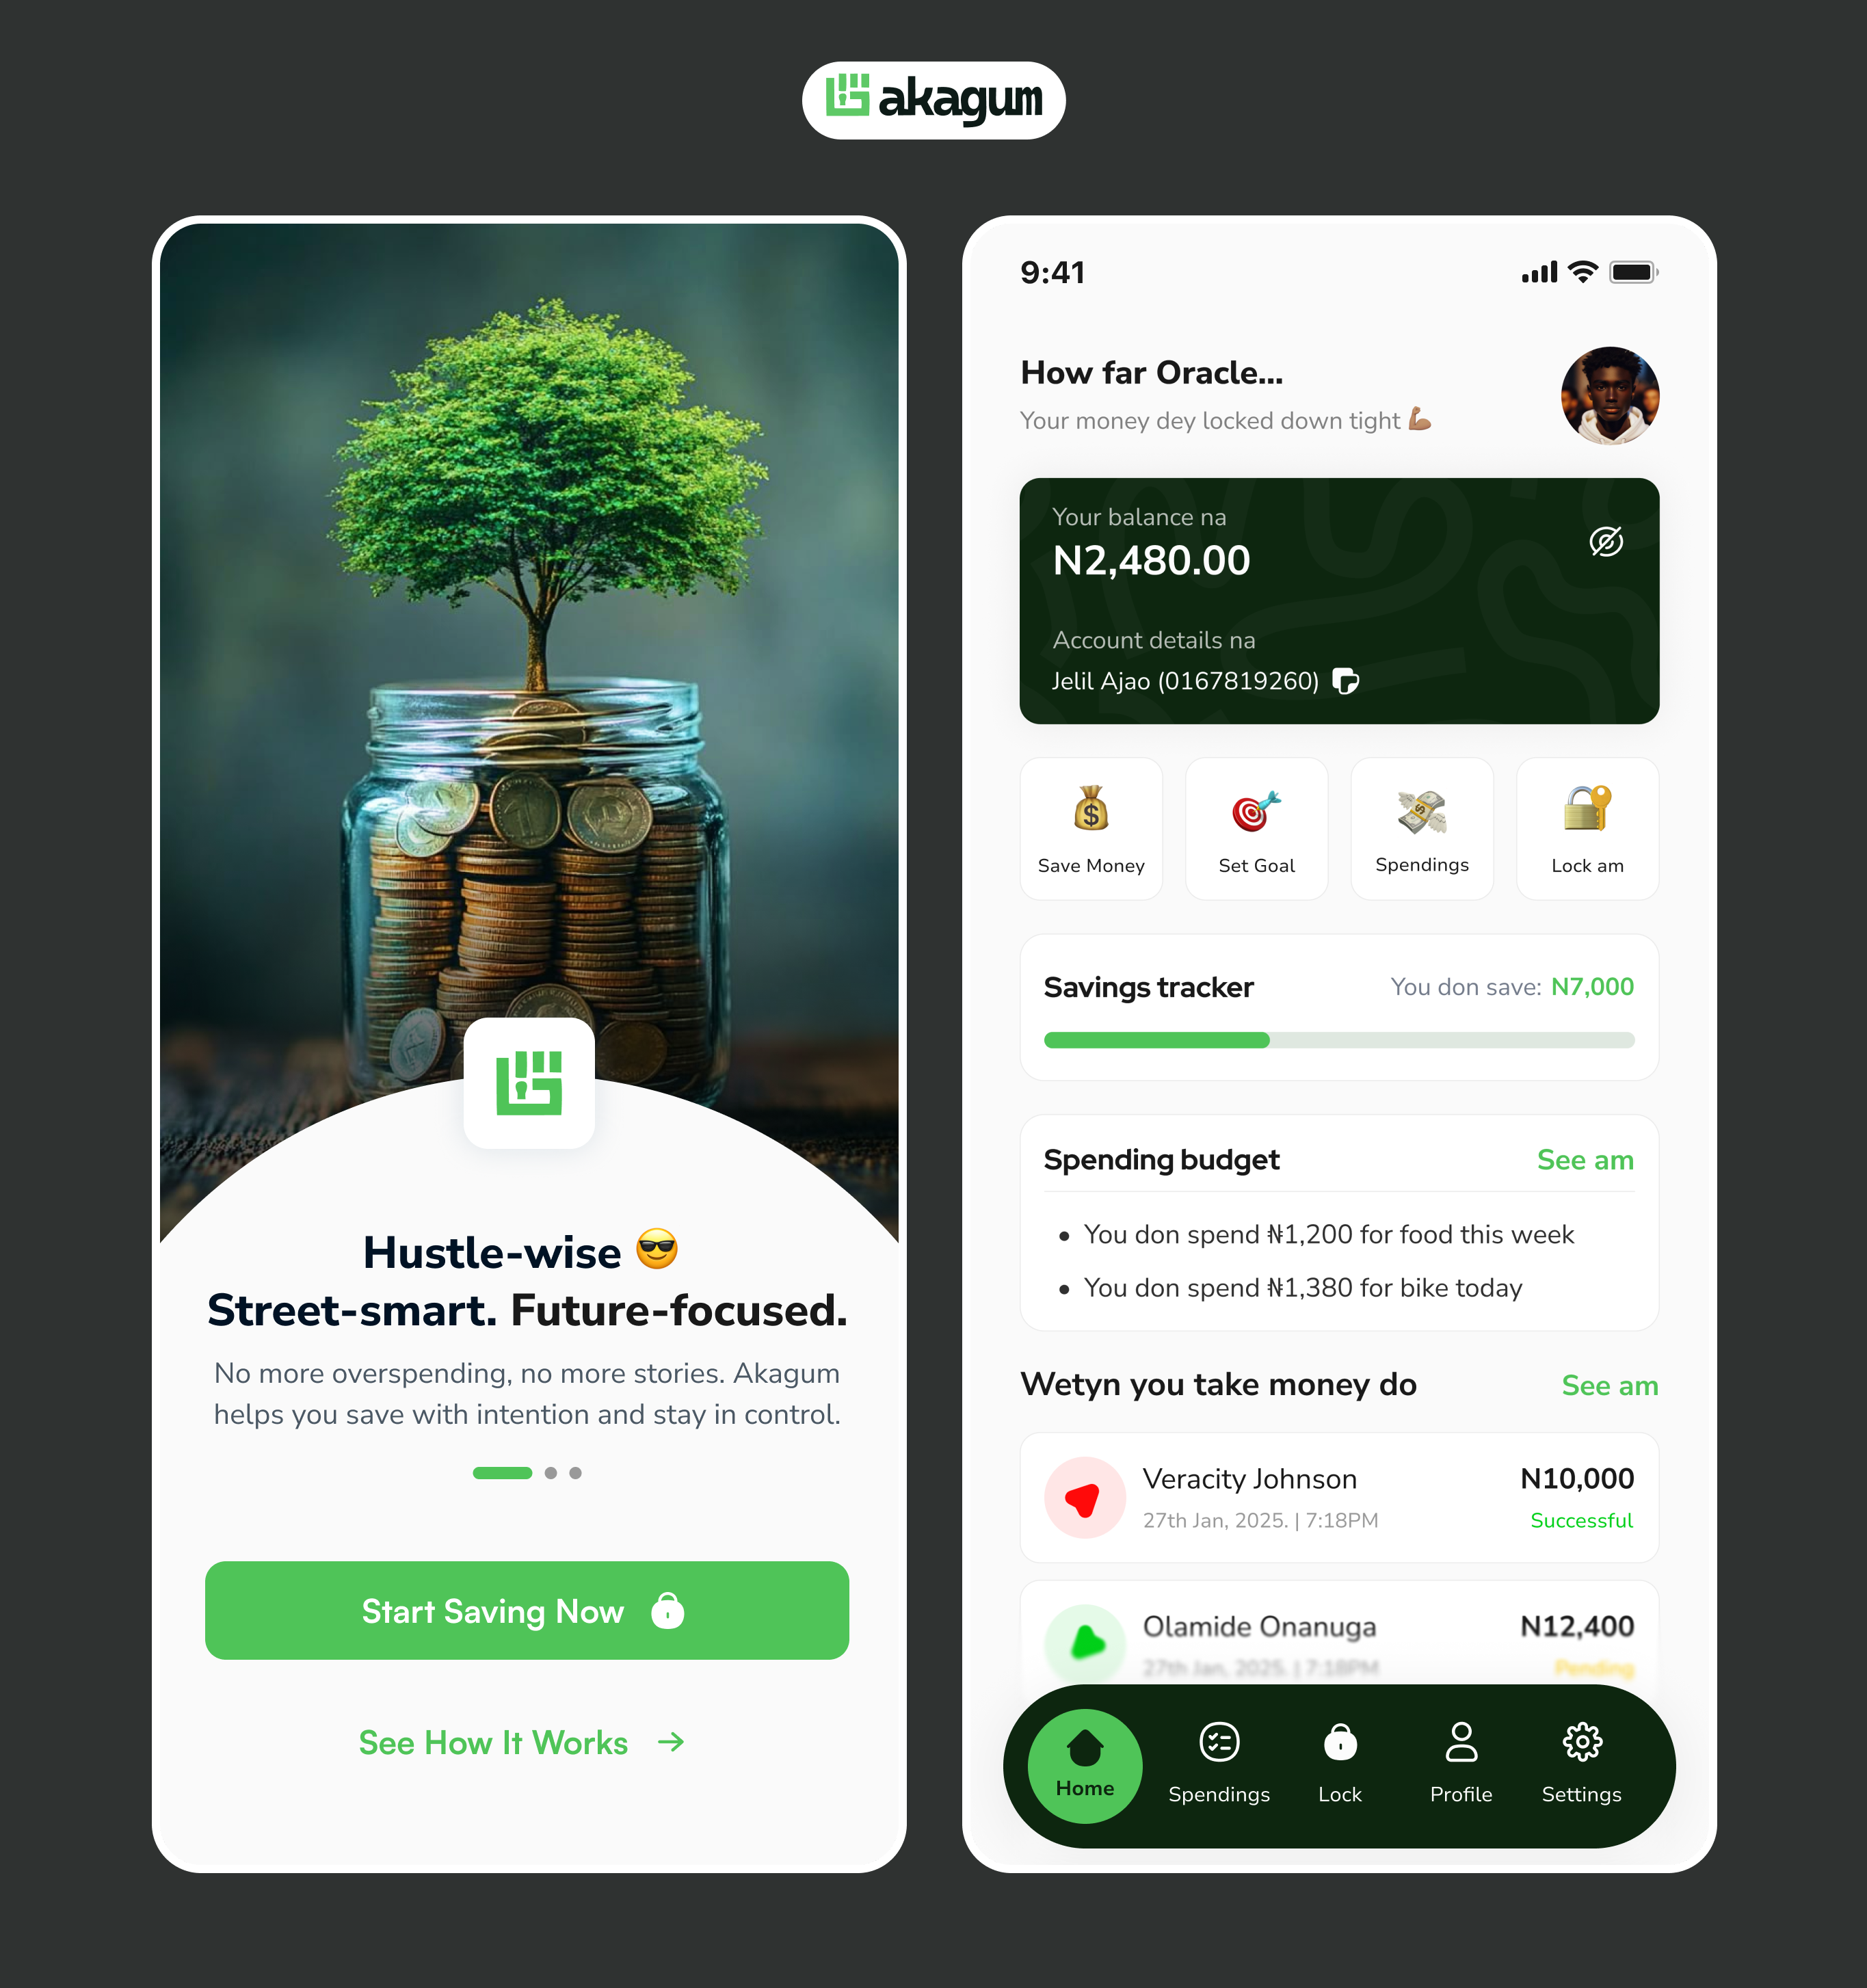 akagum
Hustle-wise 😎
Street-smart. Future-focused.
No more overspending, no more stories. Akagum
helps you save with intention and stay in control.
Start Saving Now
See How It Works →
9:41
How far Oracle...
Your money dey locked down tight 💪🏽
Your balance na
N2,480.00
Account details na
Jelil Ajao (0167819260)
Save Money
Set Goal
Spendings
Lock am
Savings tracker
You don save: N7,000
Spending budget
See am
• You don spend ₦1,200 for food this week
• You don spend ₦1,380 for bike today
Wetyn you take money do
See am
Veracity Johnson
N10,000
27th Jan, 2025. | 7:18PM
Successful
Olamide Onanuga
N12,400
27th Jan, 2025. | 7:18PM
Pending
Home
Spendings
Lock
Profile
Settings